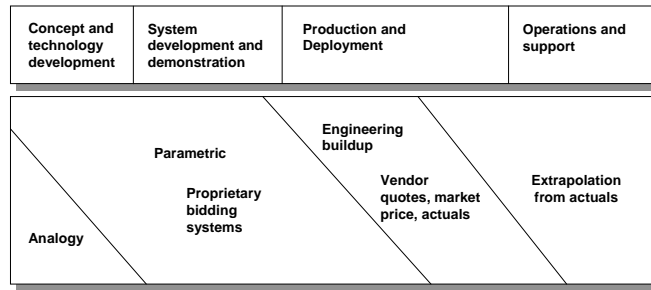 Concept and
technology
development
System
development and
demonstration
Production and
Deployment
Operations and
support
Engineering
buildup
Parametric
Vendor
quotes, market
price, actuals
Extrapolation
from actuals
Proprietary
bidding
systems
Analogy